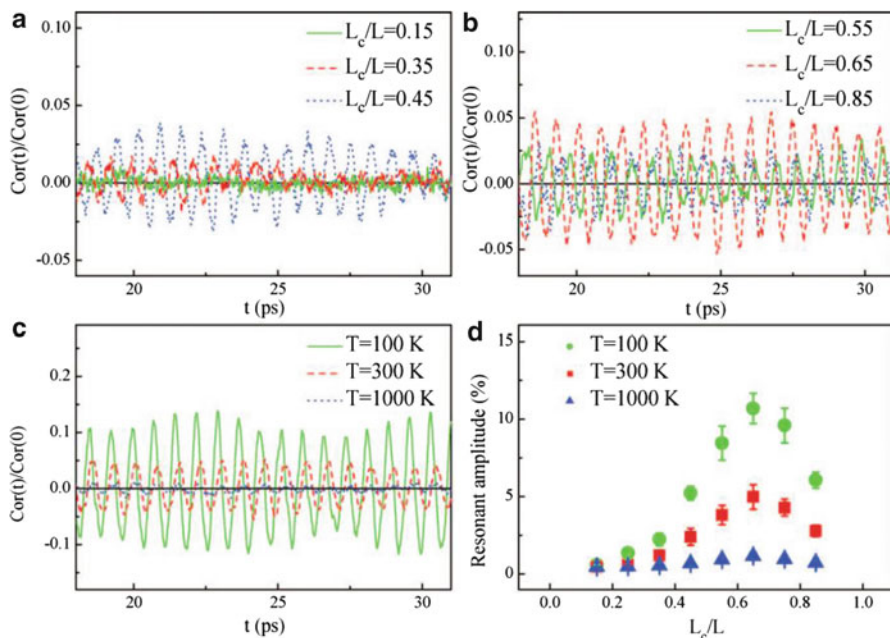 a
L_c/L=0.15
L_c/L=0.35
L_c/L=0.45
Cor(t)/Cor(0)
0.10
0.05
0.00
-0.05
20
25
30
t (ps)
b
L_c/L=0.55
L_c/L=0.65
L_c/L=0.85
Cor(t)/Cor(0)
0.10
0.05
0.00
-0.05
20
25
30
t (ps)
c
T=100 K
T=300 K
T=1000 K
Cor(t)/Cor(0)
0.2
0.1
0.0
-0.1
20
25
30
t (ps)
d
T=100 K
T=300 K
T=1000 K
Resonant amplitude (%)
15
10
5
0
0.0
0.2
0.4
0.6
0.8
1.0
L_c/L